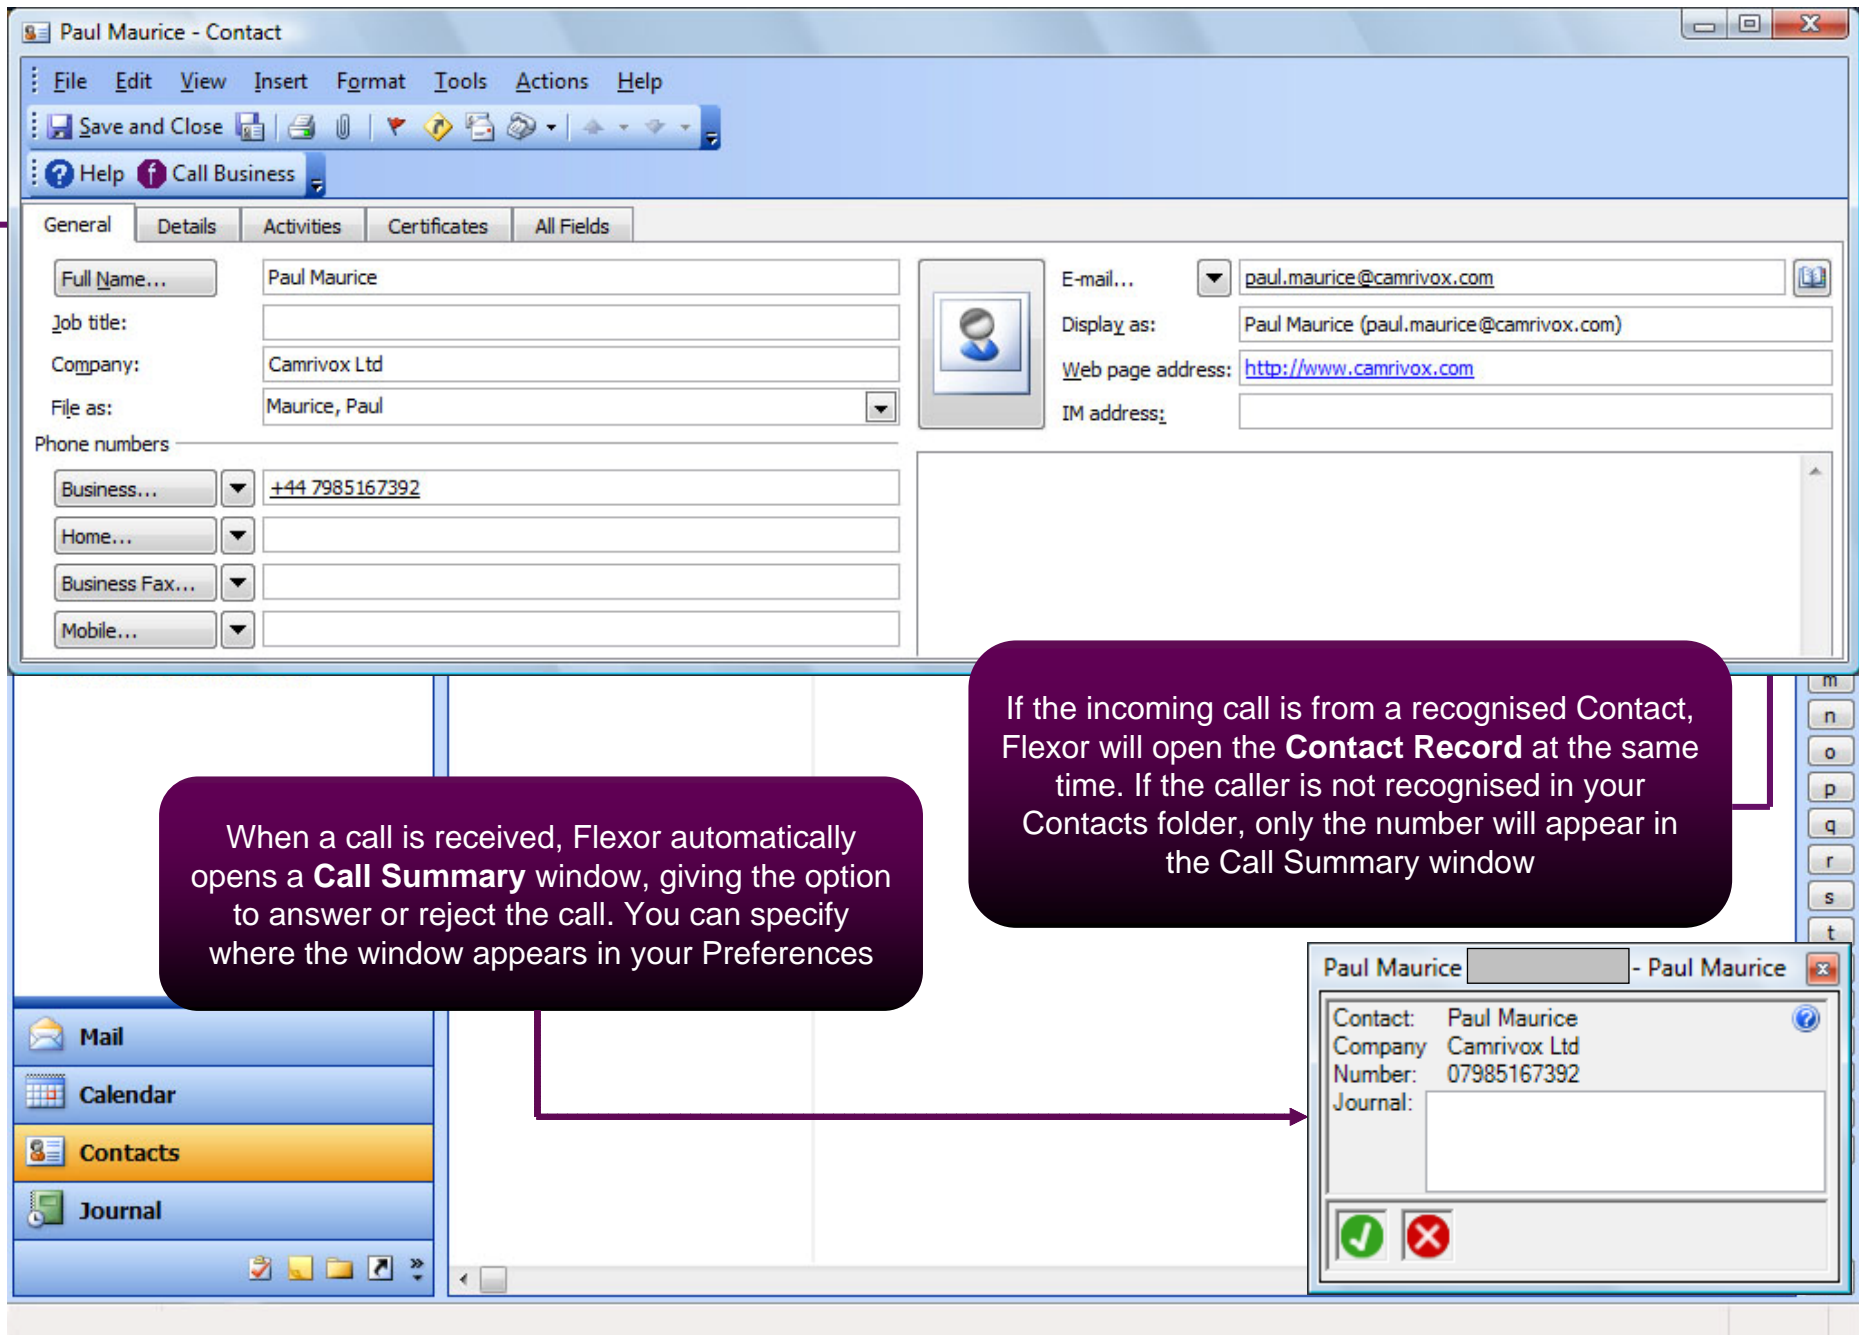 Paul Maurice - Contact
File Edit View Insert Format Tools Actions Help
Save and Close
Help Call Business
General Details Activities Certificates All Fields
Full Name... Paul Maurice
Job title:
Company: Camrivox Ltd
File as: Maurice, Paul
E-mail... paul.maurice@camrivox.com
Display as: Paul Maurice (paul.maurice@camrivox.com)
Web page address: http://www.camrivox.com
IM address:
Phone numbers
Business... +44 7985167392
Home...
Business Fax...
Mobile...
If the incoming call is from a recognised Contact,
Flexor will open the Contact Record at the same
time. If the caller is not recognised in your
Contacts folder, only the number will appear in
the Call Summary window
When a call is received, Flexor automatically
opens a Call Summary window, giving the option
to answer or reject the call. You can specify
where the window appears in your Preferences
m
n
o
p
q
r
s
t
Paul Maurice - Paul Maurice
Contact: Paul Maurice
Company Camrivox Ltd
Number: 07985167392
Journal:
Mail
Calendar
Contacts
Journal